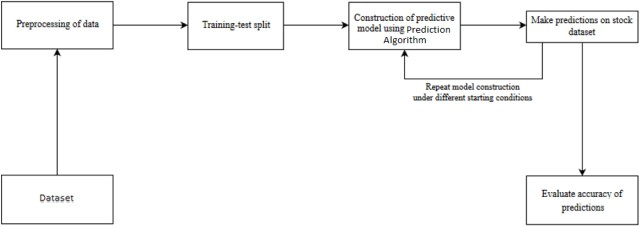 Preprocessing of data
Training-test split
Construction of predictive
model using Prediction
Algorithm
Make predictions on stock
dataset
Repeat model construction
under different starting conditions
Dataset
Evaluate accuracy of
predictions